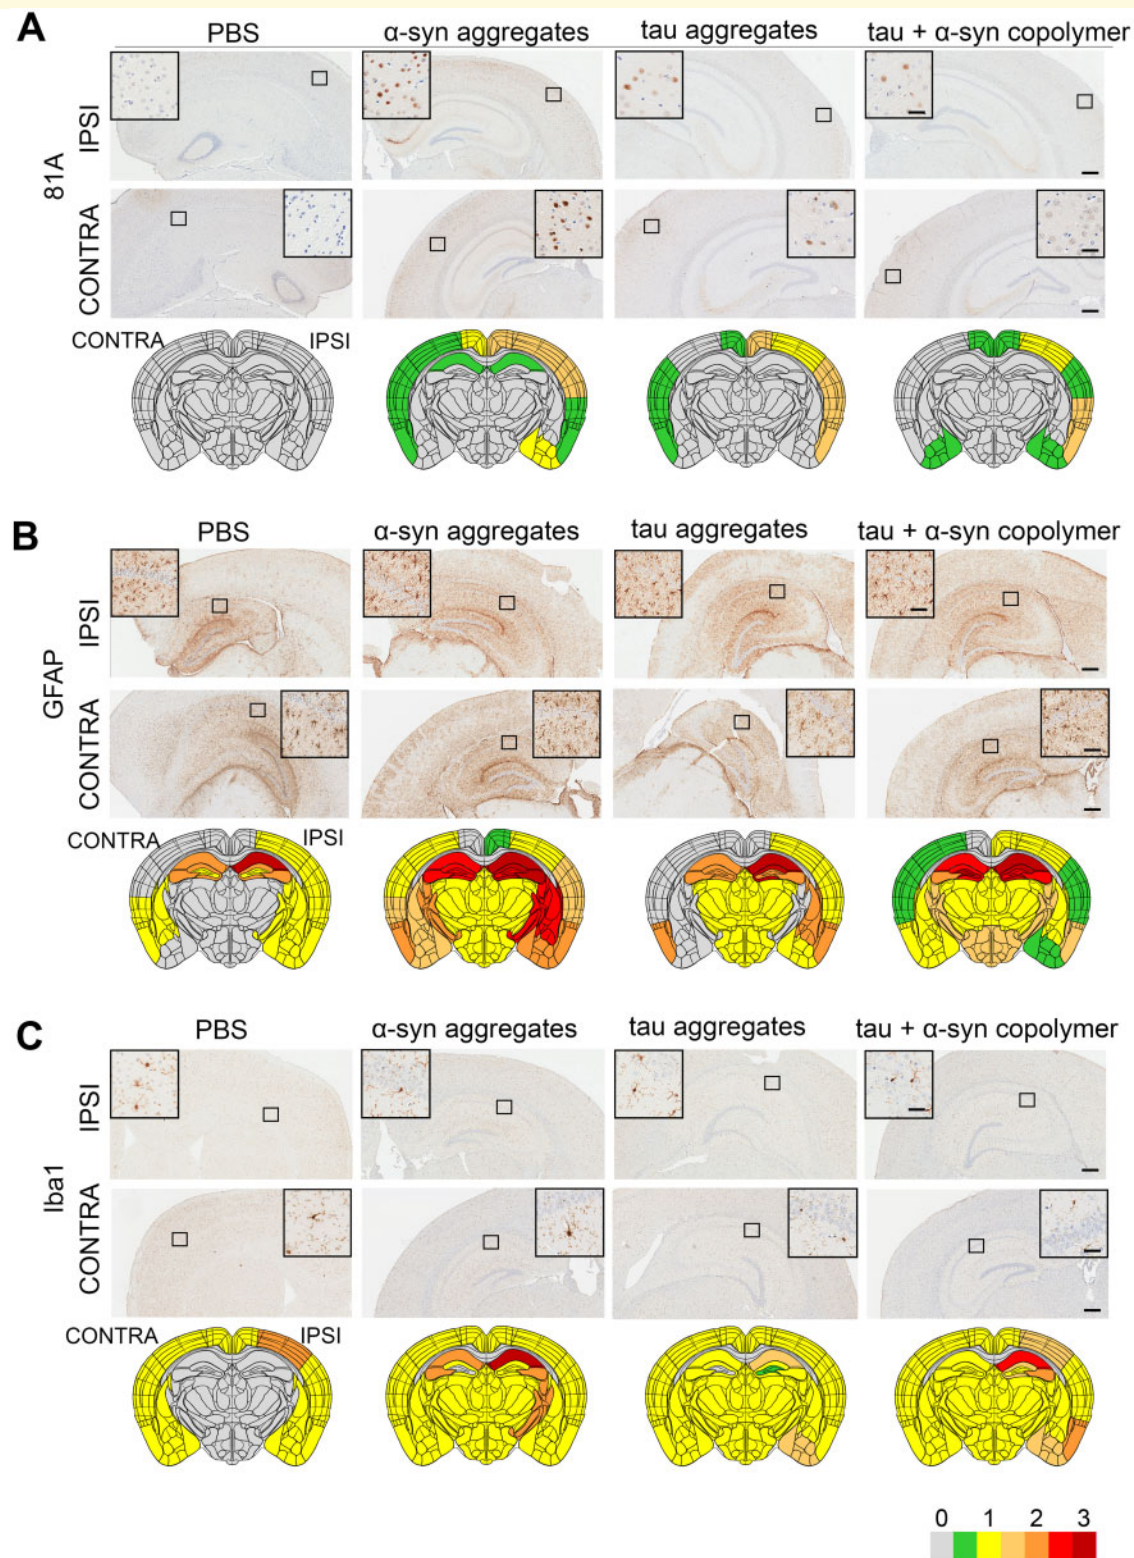 A
PBS α-syn aggregates tau aggregates tau + α-syn copolymer
81A
IPSI
CONTRA
CONTRA IPSI
B
PBS α-syn aggregates tau aggregates tau + α-syn copolymer
GFAP
IPSI
CONTRA
CONTRA IPSI
C
PBS α-syn aggregates tau aggregates tau + α-syn copolymer
Iba1
IPSI
CONTRA
CONTRA IPSI
0 1 2 3